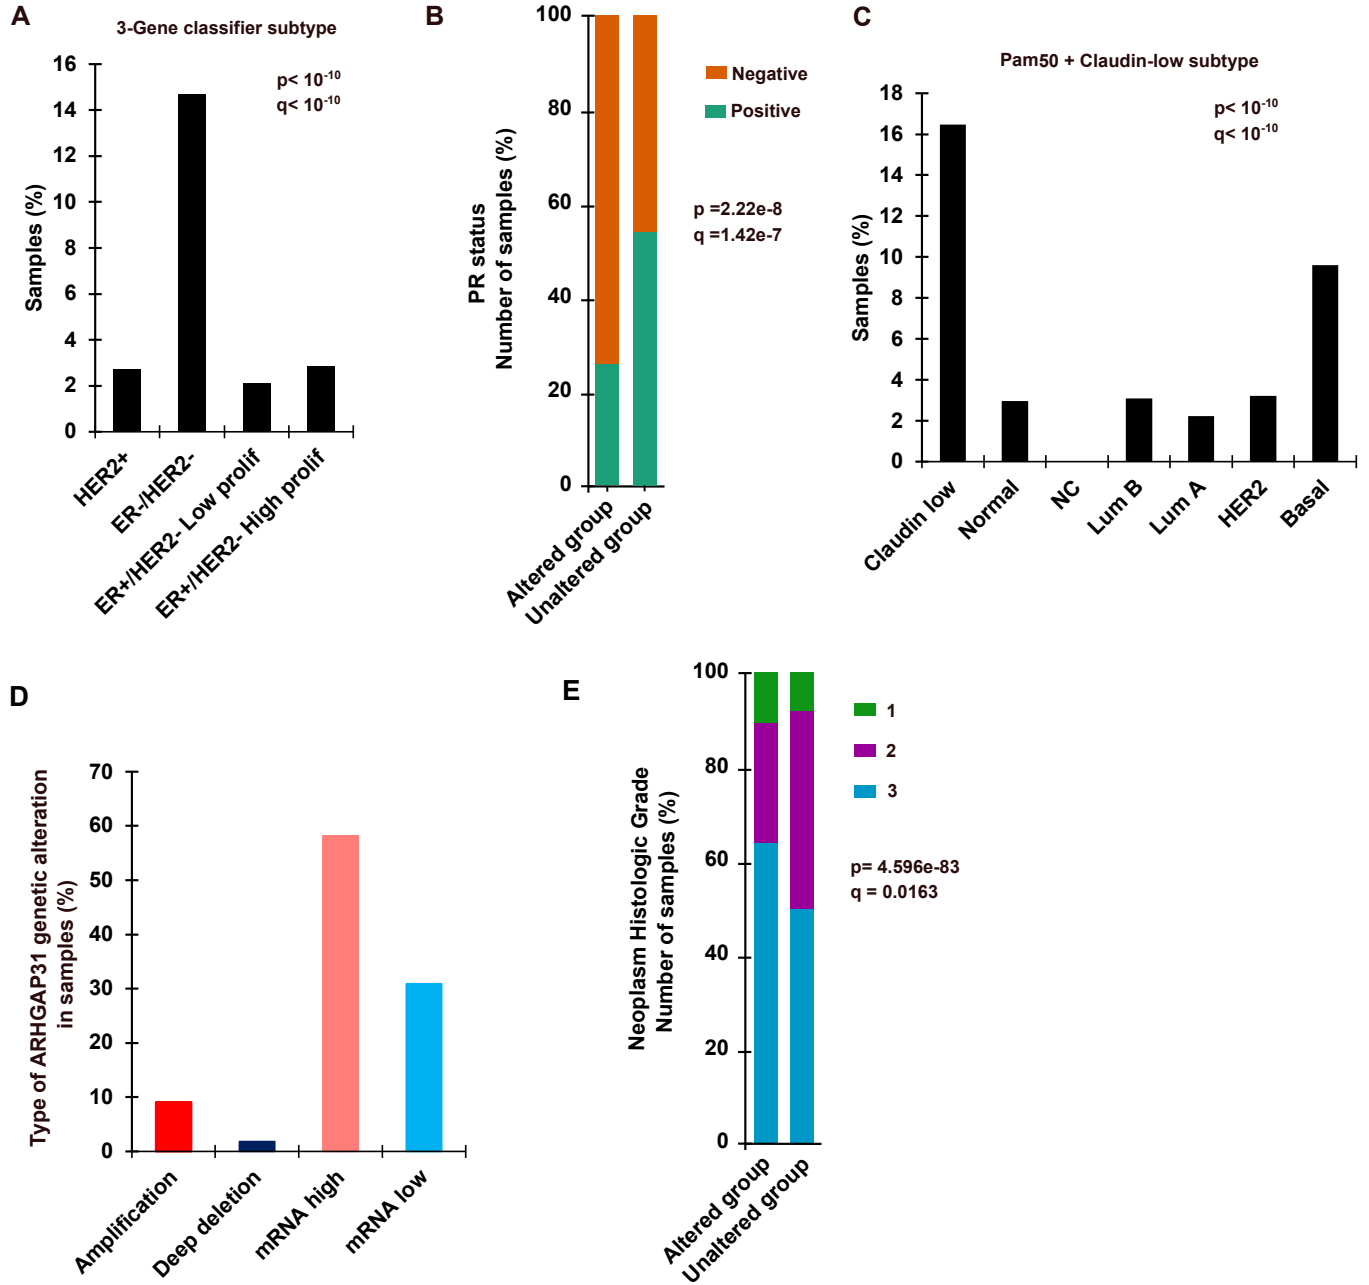 A
3-Gene classifier subtype
p< 10-10
q< 10-10
Samples (%)
16
14
12
10
8
6
4
2
0
HER2+
ER-/HER2-
ER+/HER2- Low prolif
ER+/HER2- High prolif
B
PR status
Number of samples (%)
100
80
60
40
20
0
Negative
Positive
p =2.22e-8
q =1.42e-7
Altered group
Unaltered group
C
Pam50 + Claudin-low subtype
p< 10-10
q< 10-10
Samples (%)
18
16
14
12
10
8
6
4
2
0
Claudin low
Normal
NC
Lum B
Lum A
HER2
Basal
D
Type of ARHGAP31 genetic alteration
in samples (%)
70
60
50
40
30
20
10
0
Amplification
Deep deletion
mRNA high
mRNA low
E
Neoplasm Histologic Grade
Number of samples (%)
100
80
60
40
20
0
1
2
3
p= 4.596e-83
q = 0.0163
Altered group
Unaltered group